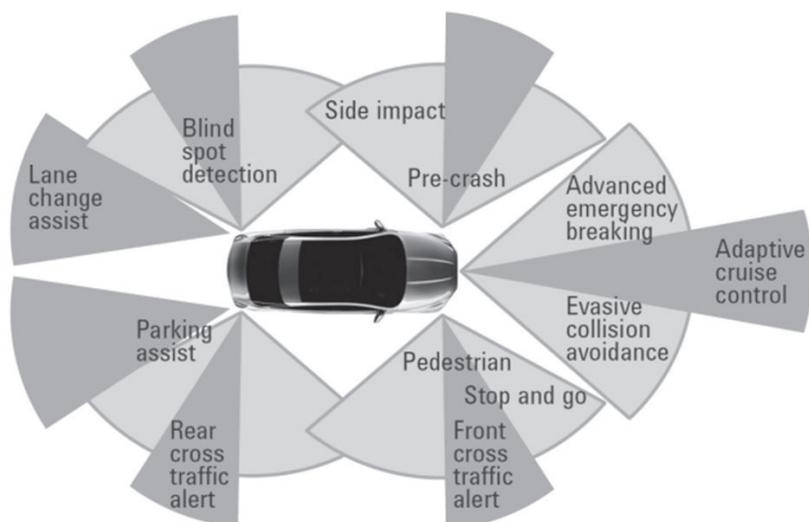 Side impact
Blind
spot
detection
Lane
change
assist
Pre-crash
Advanced
emergency
breaking
Adaptive
cruise
control
Evasive
collision
avoidance
Parking
assist
Pedestrian
Stop and go
Rear
cross
traffic
alert
Front
cross
traffic
alert